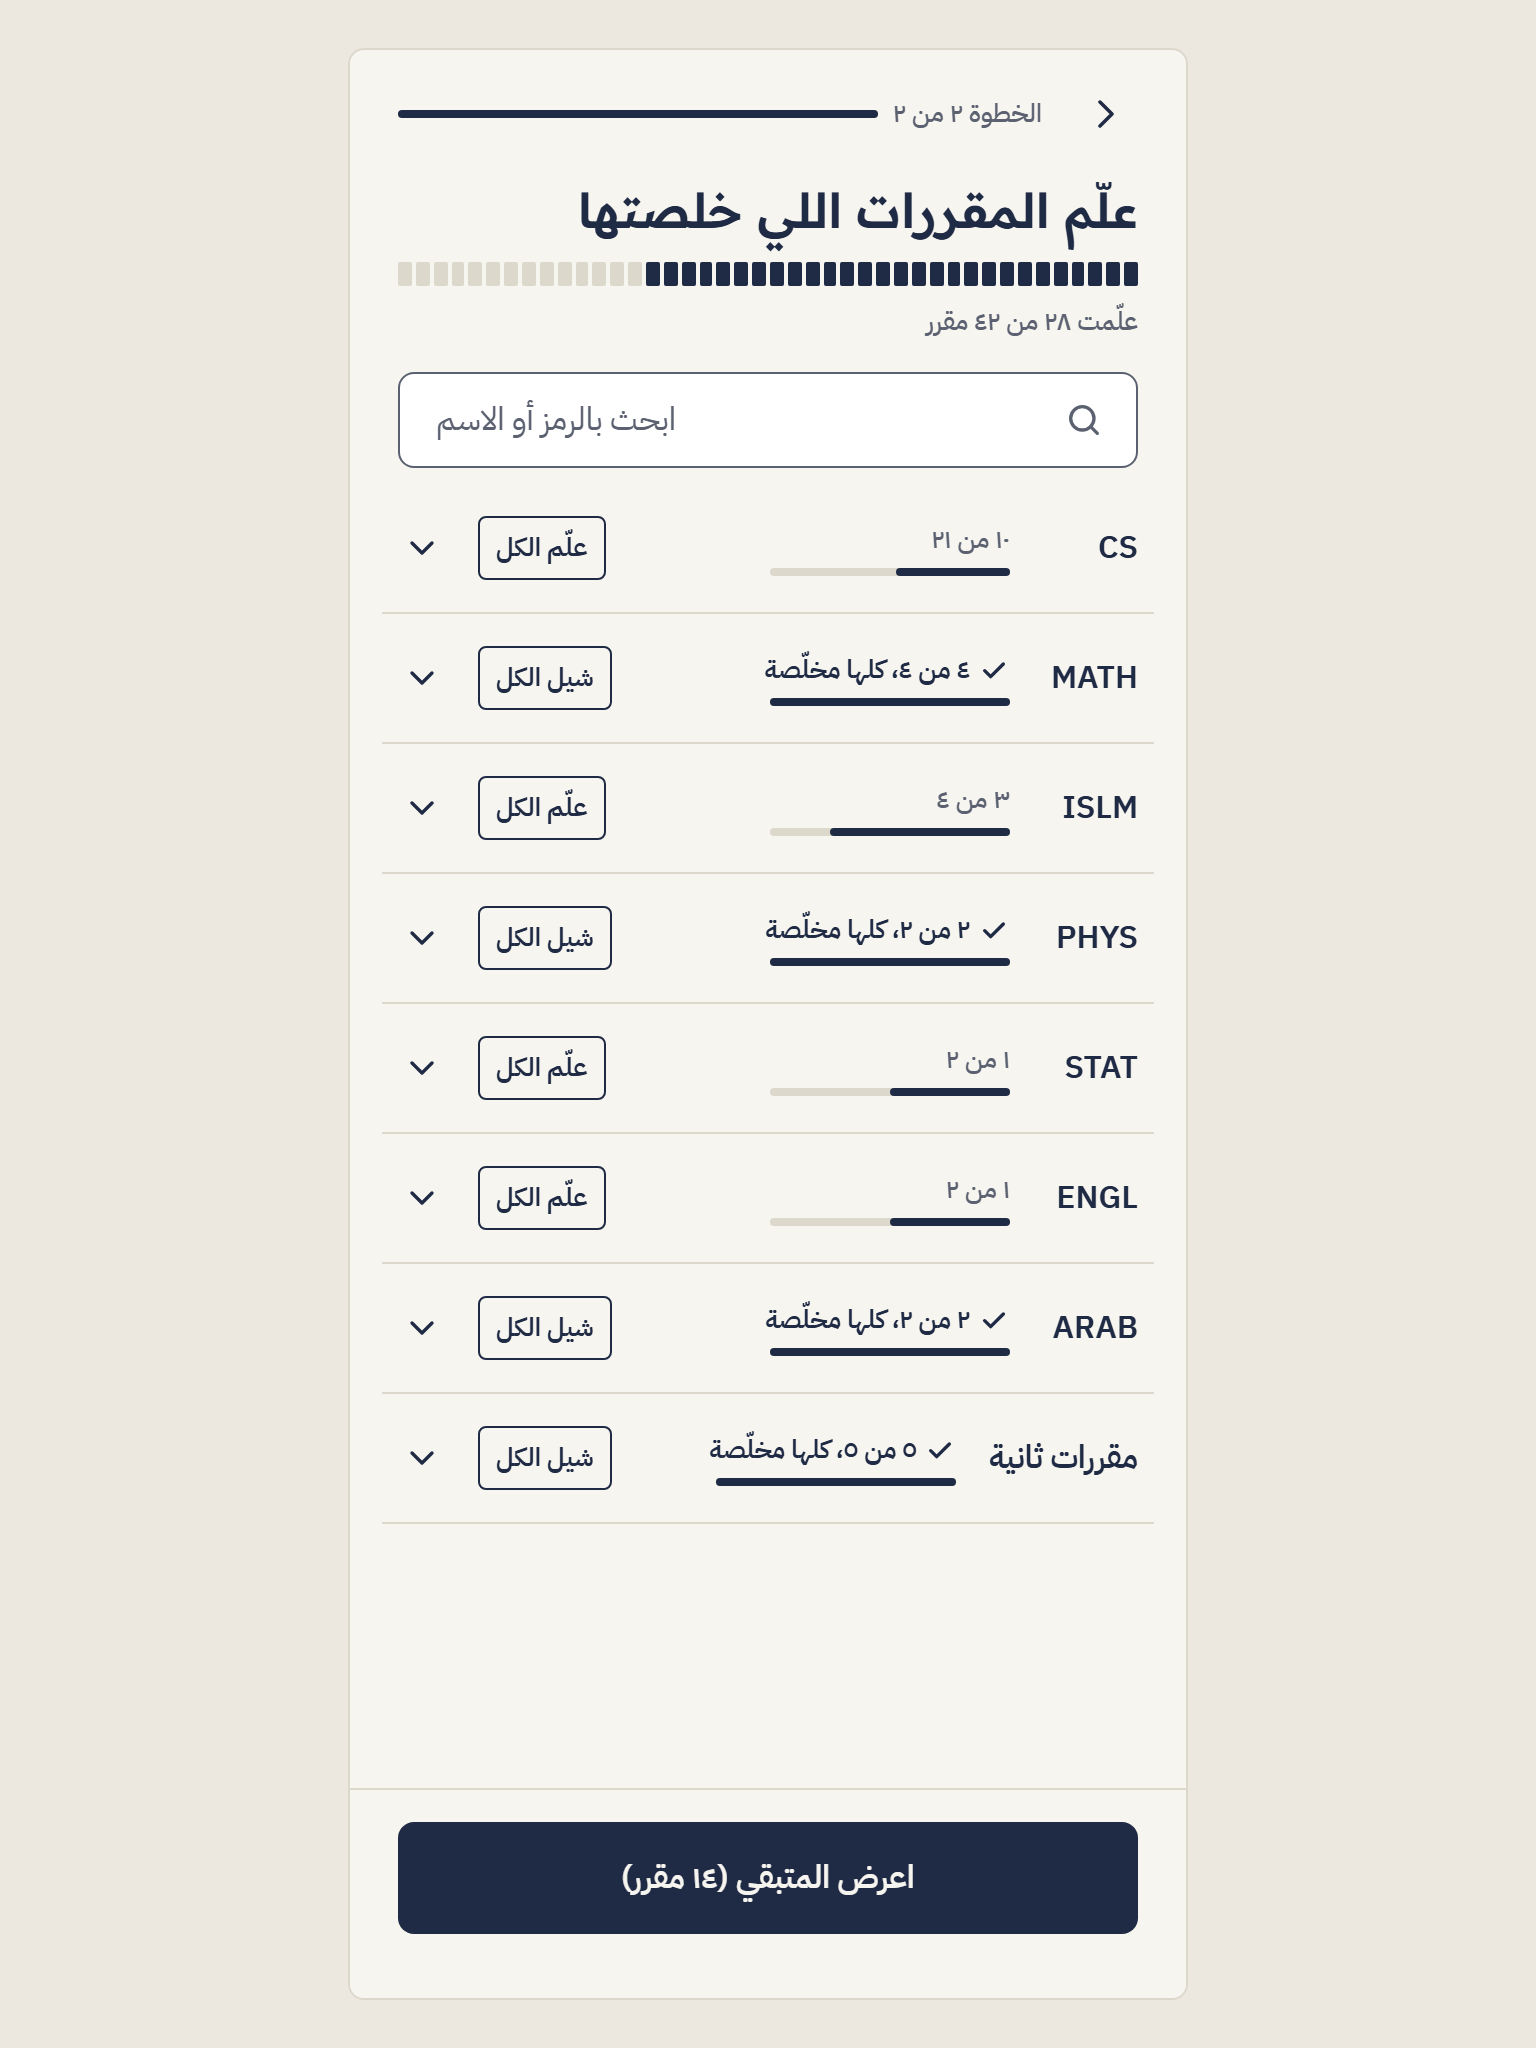 الخطوة ٢ من ٢
علّم المقررات اللي خلصتها
علّمت ٢٨ من ٤٢ مقرر
ابحث بالرمز أو الاسم
CS
١٠ من ٢١
علّم الكل
MATH
٤ من ٤، كلها مخلّصة
شيل الكل
ISLM
٣ من ٤
علّم الكل
PHYS
٢ من ٢، كلها مخلّصة
شيل الكل
STAT
١ من ٢
علّم الكل
ENGL
١ من ٢
علّم الكل
ARAB
٢ من ٢، كلها مخلّصة
شيل الكل
مقررات ثانية
٥ من ٥، كلها مخلّصة
شيل الكل
اعرض المتبقي (١٤ مقرر)